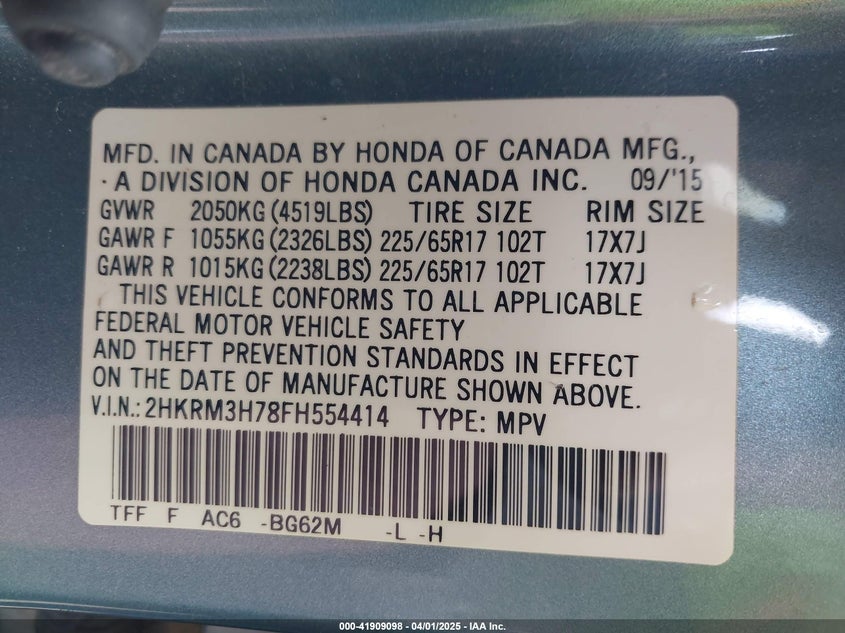 MFD. IN CANADA BY HONDA OF CANADA MFG.,
·A DIVISION OF HONDA CANADA INC. 09/'15
GVWR 2050KG (4519LBS) TIRE SIZE RIM SIZE
GAWR F 1055KG (2326LBS) 225/65R17 102T 17X7J
GAWR R 1015KG (2238LBS) 225/65R17 102T 17X7J
THIS VEHICLE CONFORMS TO ALL APPLICABLE
FEDERAL MOTOR VEHICLE SAFETY
AND THEFT PREVENTION STANDARDS IN EFFECT
ON THE DATE OF MANUFACTURE SHOWN ABOVE.
V.I.N.: 2HKRM3H78FH554414 TYPE: MPV
TFF F AC6 -BG62M -L -H
000-41909098 - 04/01/2025 - IAA Inc.